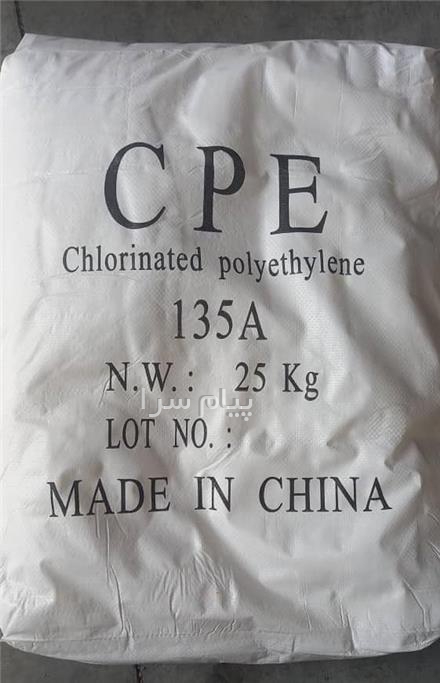 CPE
Chlorinated polyethylene
135A
N.W.: 25 Kg
پیام سرا
LOT NO.:
MADE IN CHINA